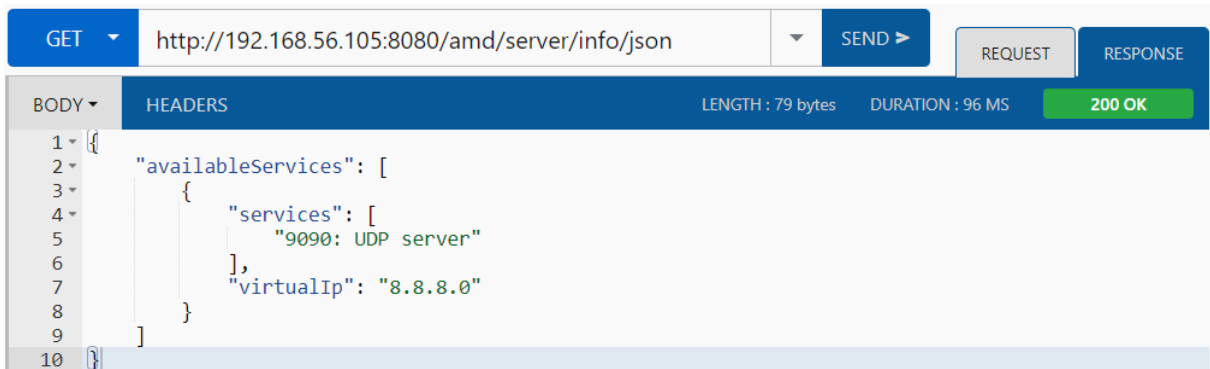 GET http://192.168.56.105:8080/amd/server/info/json SEND REQUEST RESPONSE
BODY HEADERS LENGTH : 79 bytes DURATION : 96 MS 200 OK
1 {
2 "availableServices": [
3 {
4 "services": [
5 "9090: UDP server"
6 ],
7 "virtualIp": "8.8.8.0"
8 }
9 ]
10 }